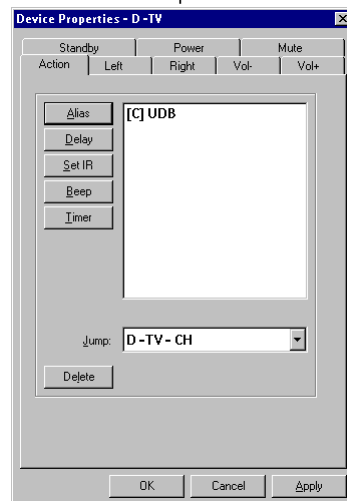 Device Properties - D -TV
Standby Power Mute
Action Left Right Vol- Vol+
Alias
[C] UDB
Delay
Set IR
Beep
Timer
Jump: D -TV - CH
Delete
OK Cancel Apply